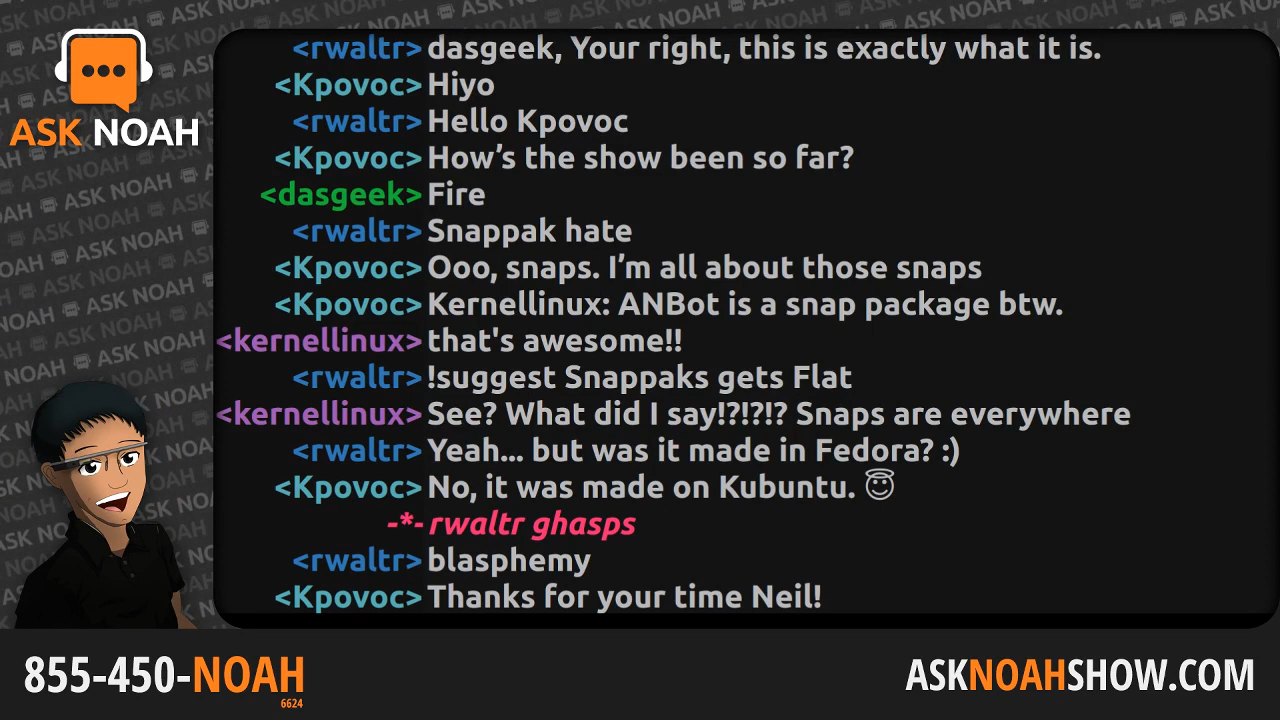 ASK NOAH
<rwaltr> dasgeek, Your right, this is exactly what it is.
<Kpovoc> Hiyo
<rwaltr> Hello Kpovoc
<Kpovoc> How’s the show been so far?
<dasgeek> Fire
<rwaltr> Snappak hate
<Kpovoc> Ooo, snaps. I’m all about those snaps
<Kpovoc> Kernellinux: ANBot is a snap package btw.
<kernellinux> that's awesome!!
<rwaltr> !suggest Snappaks gets Flat
<kernellinux> See? What did I say!?!?!? Snaps are everywhere
<rwaltr> Yeah... but was it made in Fedora? :)
<Kpovoc> No, it was made on Kubuntu. 😇
-*- rwaltr ghasps
<rwaltr> blasphemy
<Kpovoc> Thanks for your time Neil!
855-450-NOAH
6624
ASKNOAHSHOW.COM